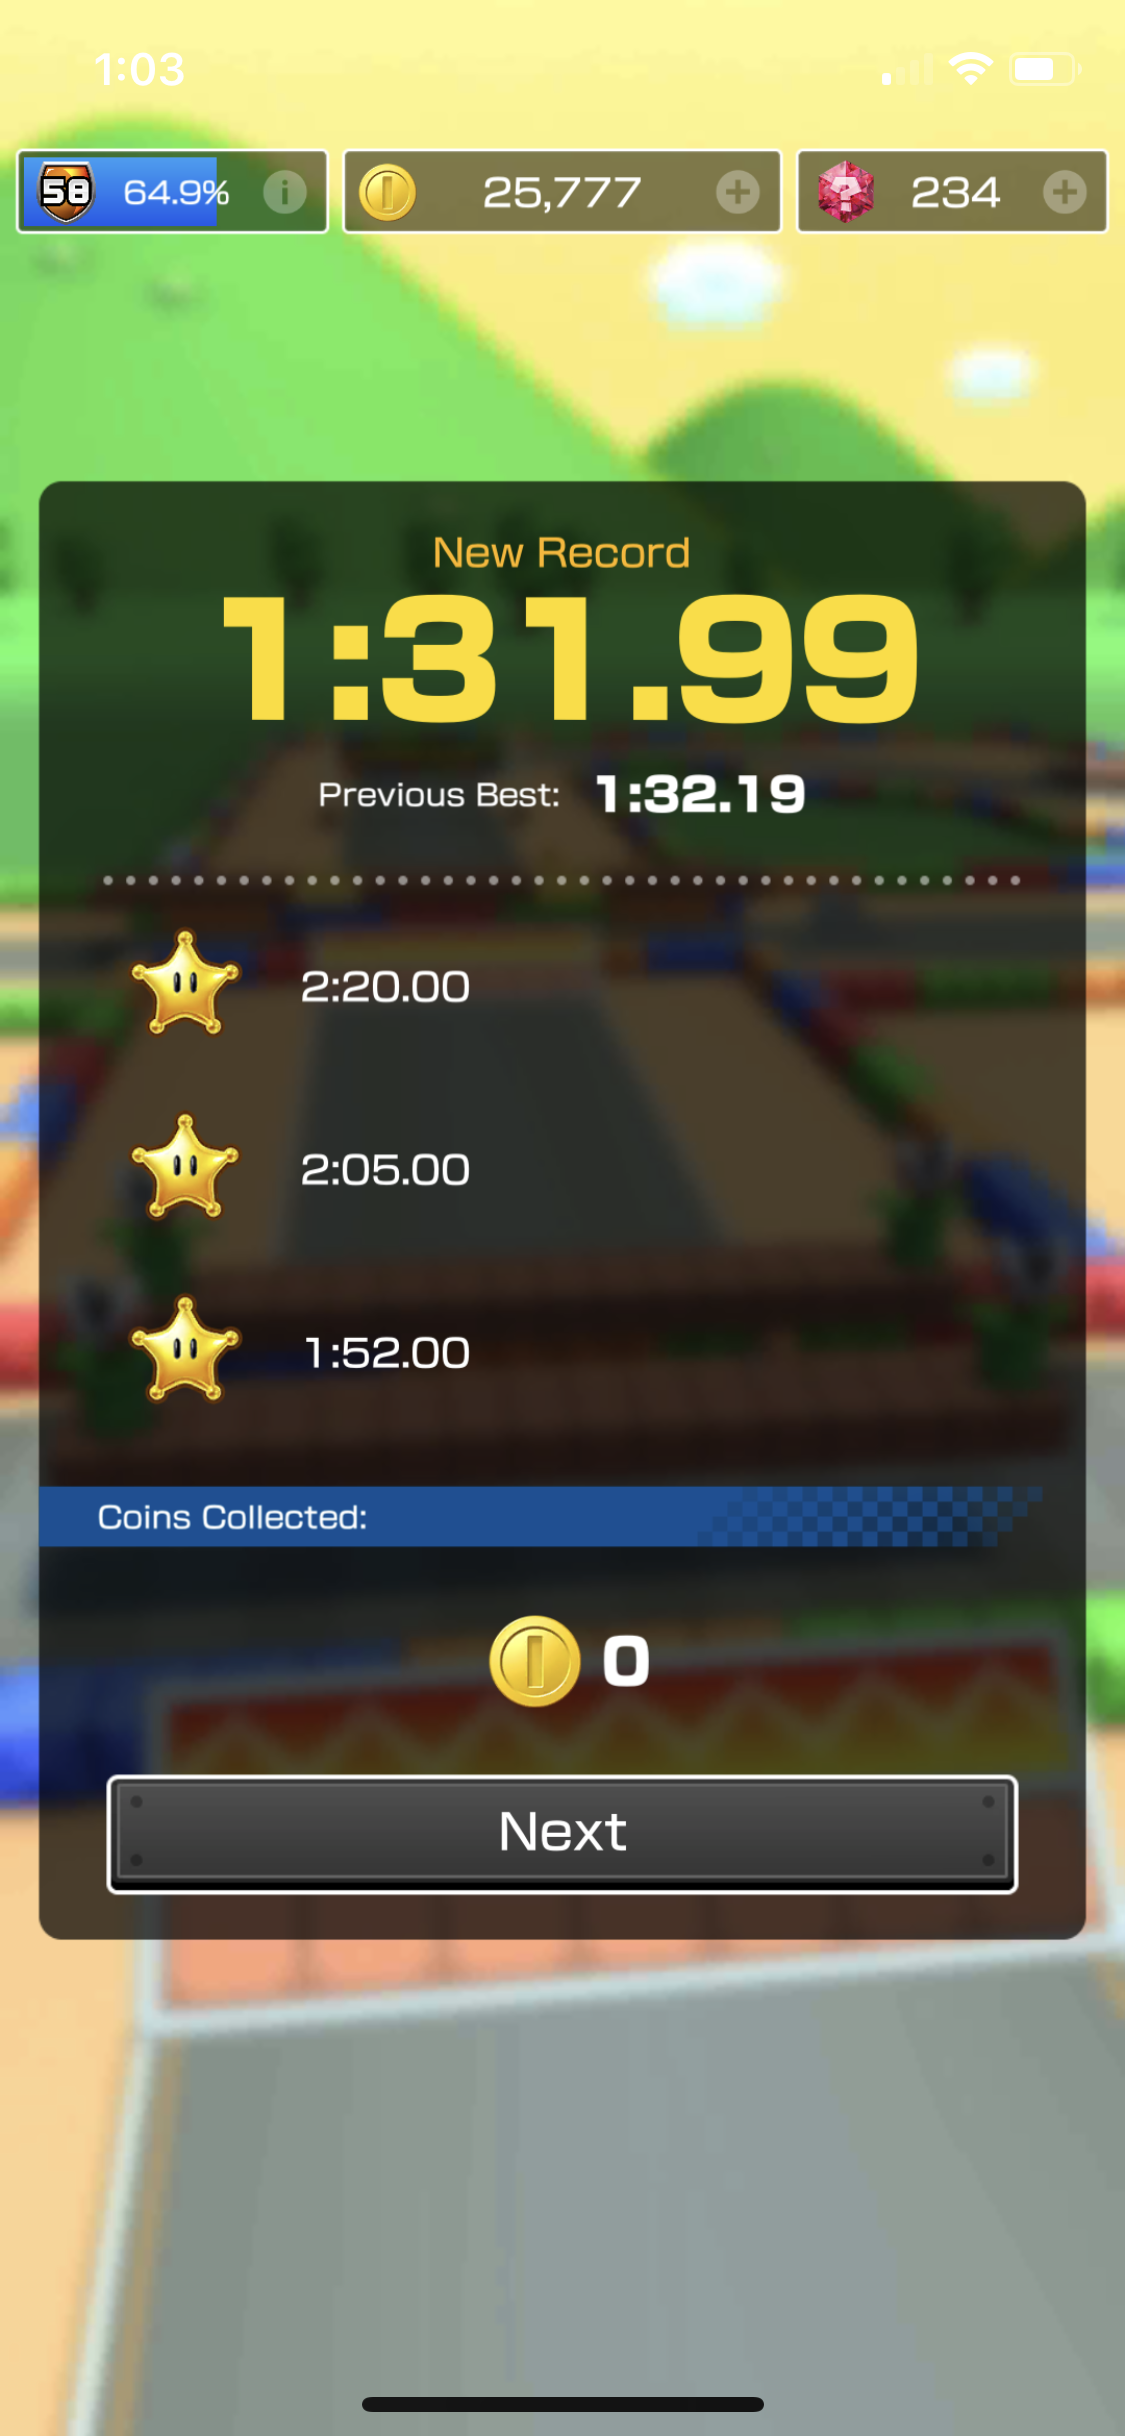 1:03
58 64.9% i 25,777 + ? 234 +
New Record
1:31.99
Previous Best: 1:32.19
2:20.00
2:05.00
1:52.00
Coins Collected:
0
Next